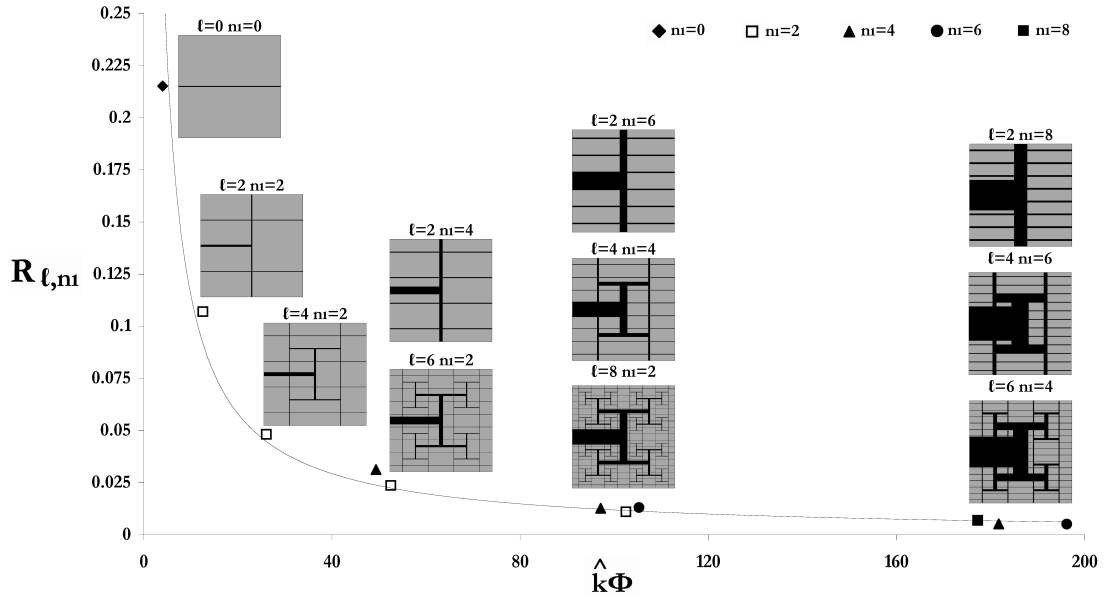 0.25
0.225
0.2
0.175
0.15
0.125
0.1
0.075
0.05
0.025
0
R ℓ,n1
ℓ=0 n1=0
n1=0 n1=2 n1=4 n1=6 n1=8
ℓ=2 n1=2
ℓ=4 n1=2
ℓ=2 n1=4
ℓ=6 n1=2
ℓ=2 n1=6
ℓ=4 n1=4
ℓ=8 n1=2
ℓ=2 n1=8
ℓ=4 n1=6
ℓ=6 n1=4
0 40 80 120 160 200
k̂Φ